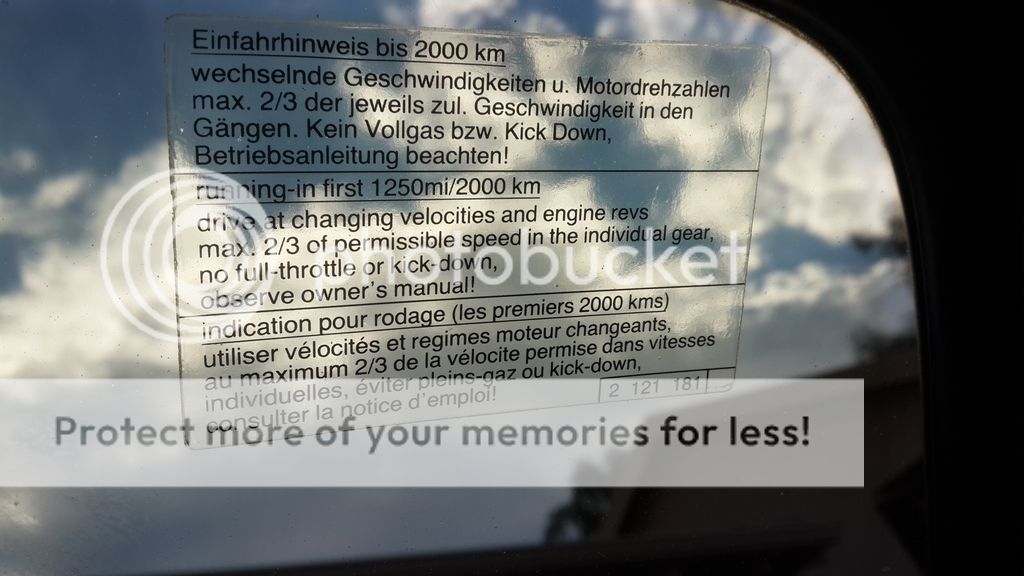 Einfahrhinweis bis 2000 km
wechselnde Geschwindigkeiten u. Motordrehzahlen
max. 2/3 der jeweils zul. Geschwindigkeit in den
Gängen. Kein Vollgas bzw. Kick Down,
Betriebsanleitung beachten!
running-in first 1250mi/2000 km
drive at changing velocities and engine revs
max. 2/3 of permissible speed in the individual gear,
no full-throttle or kick-down,
observe owner's manual!
indication pour rodage (les premiers 2000 kms)
utiliser vélocités et regimes moteur changeants,
au maximum 2/3 de la vélocite permise dans vitesses
individuelles, éviter pleins-gaz ou kick-down,
consulter la notice d'emploi!
2 121 181
photobucket
Protect more of your memories for less!